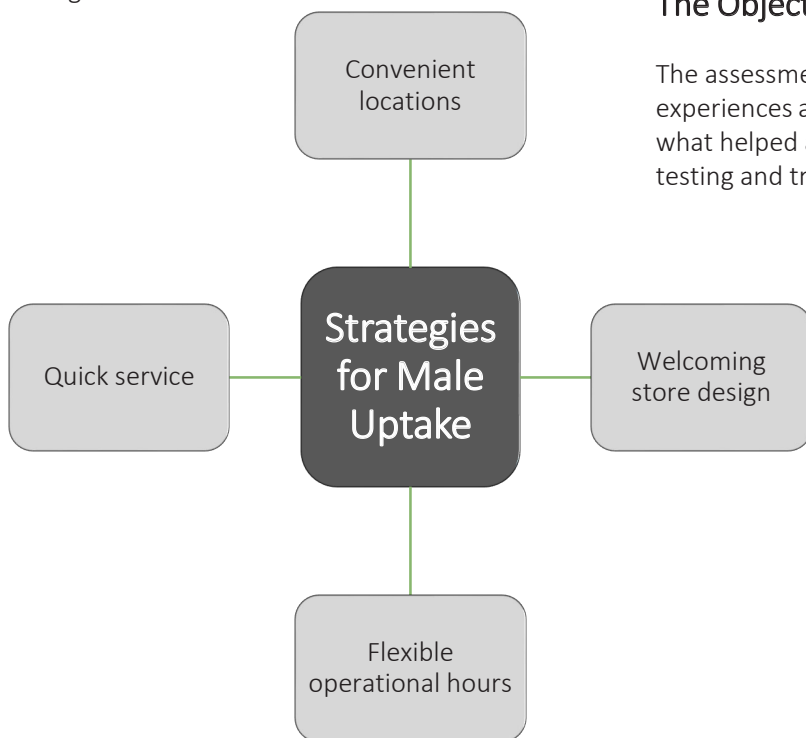 The Object
The assessme
experiences a
what helped
testing and tr
Convenient
locations
Quick service
Strategies
for Male
Uptake
Welcoming
store design
Flexible
operational hours